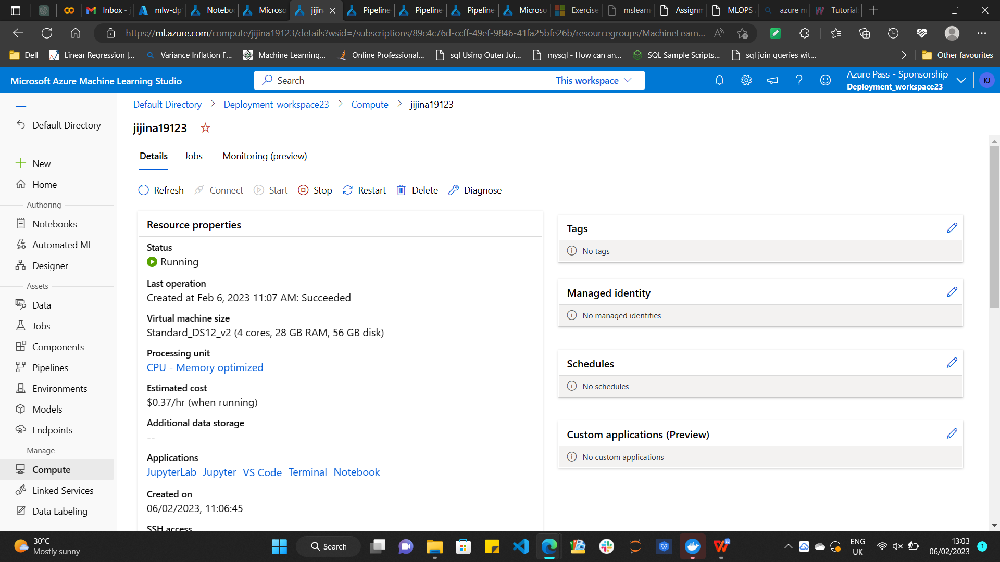 Inbox - j
mlw-dp
Notebo
Microso
jijin
Pipeline
Pipeline
Pipeline
Microso
Exercise
mslearn
Assignm
MLOPS
azure m
Tutorial
https://ml.azure.com/compute/jijina19123/details?wsid=/subscriptions/89c4c76d-ccff-49ef-9846-41fa25bfe26b/resourcegroups/MachineLearn...
Dell
Linear Regression |...
Variance Inflation F...
Machine Learning...
Online Professional...
sql Using Outer Joi...
mysql - How can an...
SQL Sample Scripts...
sql join queries wit...
Other favourites
Microsoft Azure Machine Learning Studio
Search
This workspace
Azure Pass - Sponsorship
Deployment_workspace23
KJ
Default Directory
Deployment_workspace23
Compute
jijina19123
Default Directory
New
Home
Authoring
Notebooks
Automated ML
Designer
Assets
Data
Jobs
Components
Pipelines
Environments
Models
Endpoints
Manage
Compute
Linked Services
Data Labeling
jijina19123
Details
Jobs
Monitoring (preview)
Refresh
Connect
Start
Stop
Restart
Delete
Diagnose
Resource properties
Status
Running
Last operation
Created at Feb 6, 2023 11:07 AM: Succeeded
Virtual machine size
Standard_DS12_v2 (4 cores, 28 GB RAM, 56 GB disk)
Processing unit
CPU - Memory optimized
Estimated cost
$0.37/hr (when running)
Additional data storage
--
Applications
JupyterLab Jupyter VS Code Terminal Notebook
Created on
06/02/2023, 11:06:45
SSH access
Tags
No tags
Managed identity
No managed identities
Schedules
No schedules
Custom applications (Preview)
No custom applications
30°C
Mostly sunny
Search
ENG
UK
13:03
06/02/2023
1